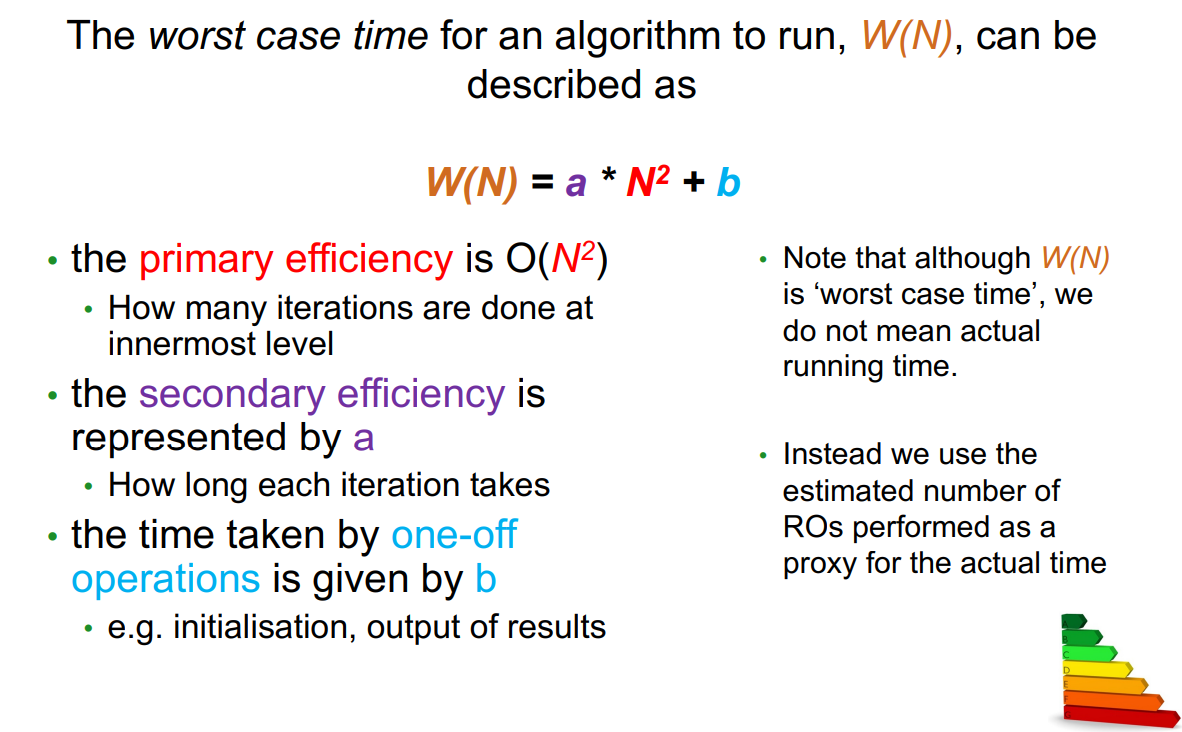 The worst case time for an algorithm to run, W(N), can be
described as
W(N) = a * N² + b
• the primary efficiency is O(N²)
• How many iterations are done at
innermost level
• the secondary efficiency is
represented by a
• How long each iteration takes
• the time taken by one-off
operations is given by b
• e.g. initialisation, output of results
• Note that although W(N)
is ‘worst case time’, we
do not mean actual
running time.
• Instead we use the
estimated number of
ROs performed as a
proxy for the actual time
B
C
D
E
F